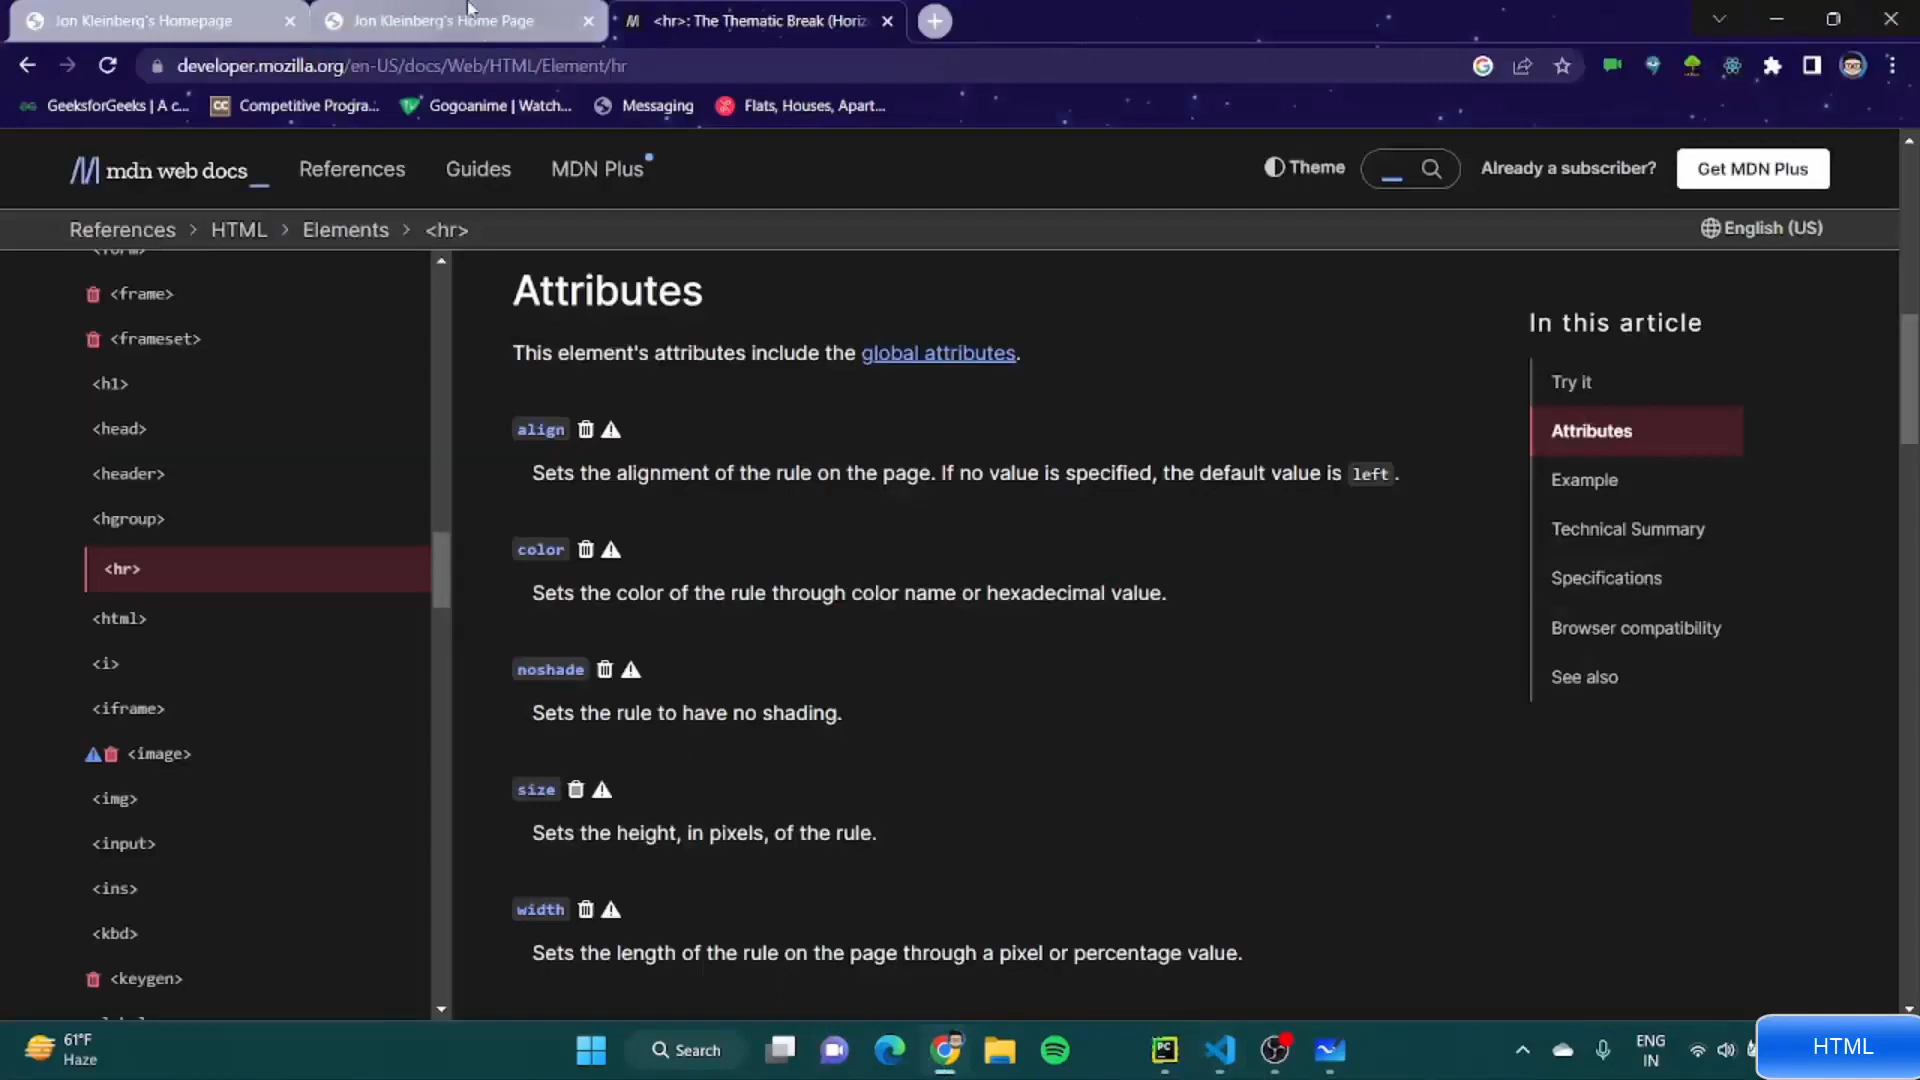 Jon Kleinberg's Homepage
Jon Kleinberg's Home Page
<hr>: The Thematic Break (Horiz
developer.mozilla.org/en-US/docs/Web/HTML/Element/hr
GeeksforGeeks | A c...
CC Competitive Progra...
Gogoanime | Watch...
Messaging
Flats, Houses, Apart...
mdn web docs_
References
Guides
MDN Plus
Theme
Already a subscriber?
Get MDN Plus
References > HTML > Elements > <hr>
English (US)
<form>
<frame>
<frameset>
<h1>
<head>
<header>
<hgroup>
<hr>
<html>
<i>
<iframe>
<image>
<img>
<input>
<ins>
<kbd>
<keygen>
Attributes
This element's attributes include the global attributes.
align
Sets the alignment of the rule on the page. If no value is specified, the default value is left.
color
Sets the color of the rule through color name or hexadecimal value.
noshade
Sets the rule to have no shading.
size
Sets the height, in pixels, of the rule.
width
Sets the length of the rule on the page through a pixel or percentage value.
In this article
Try it
Attributes
Example
Technical Summary
Specifications
Browser compatibility
See also
61°F
Haze
Search
PC
ENG
IN
HTML